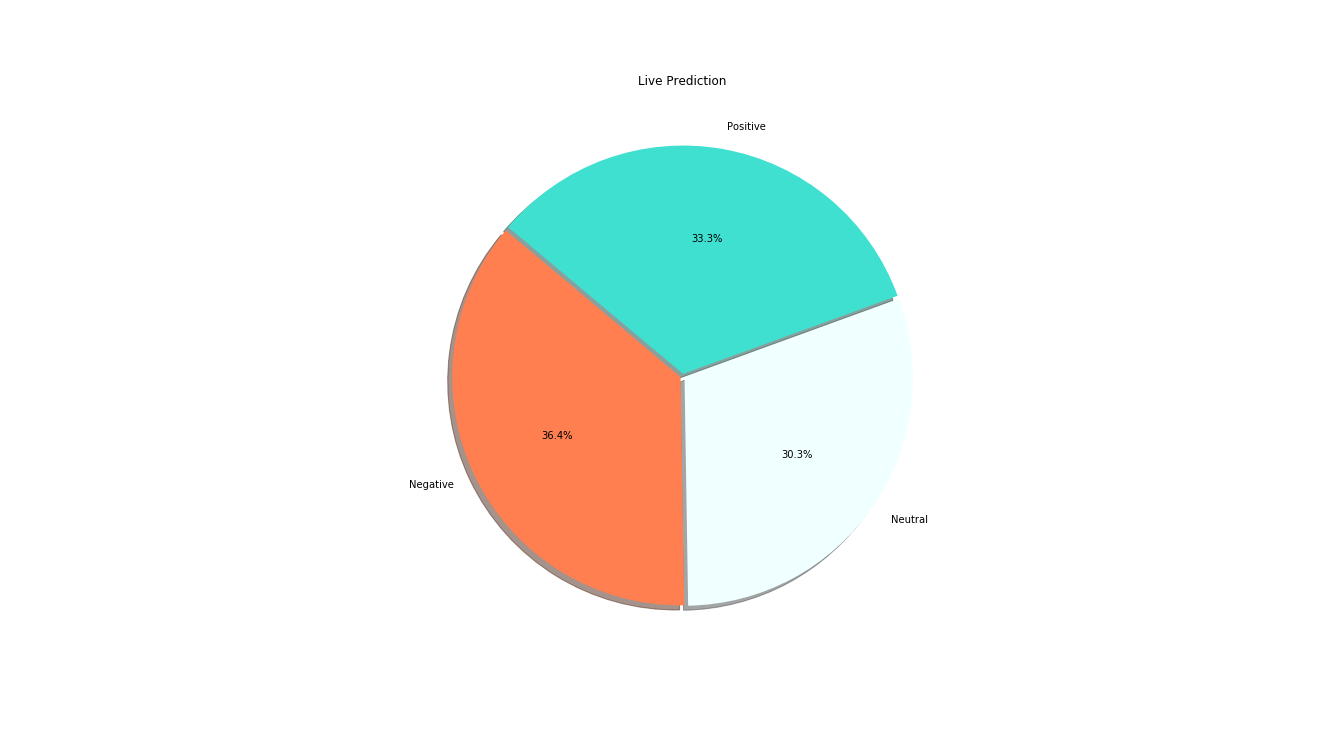 Live Prediction
Positive
33.3%
36.4%
30.3%
Negative
Neutral